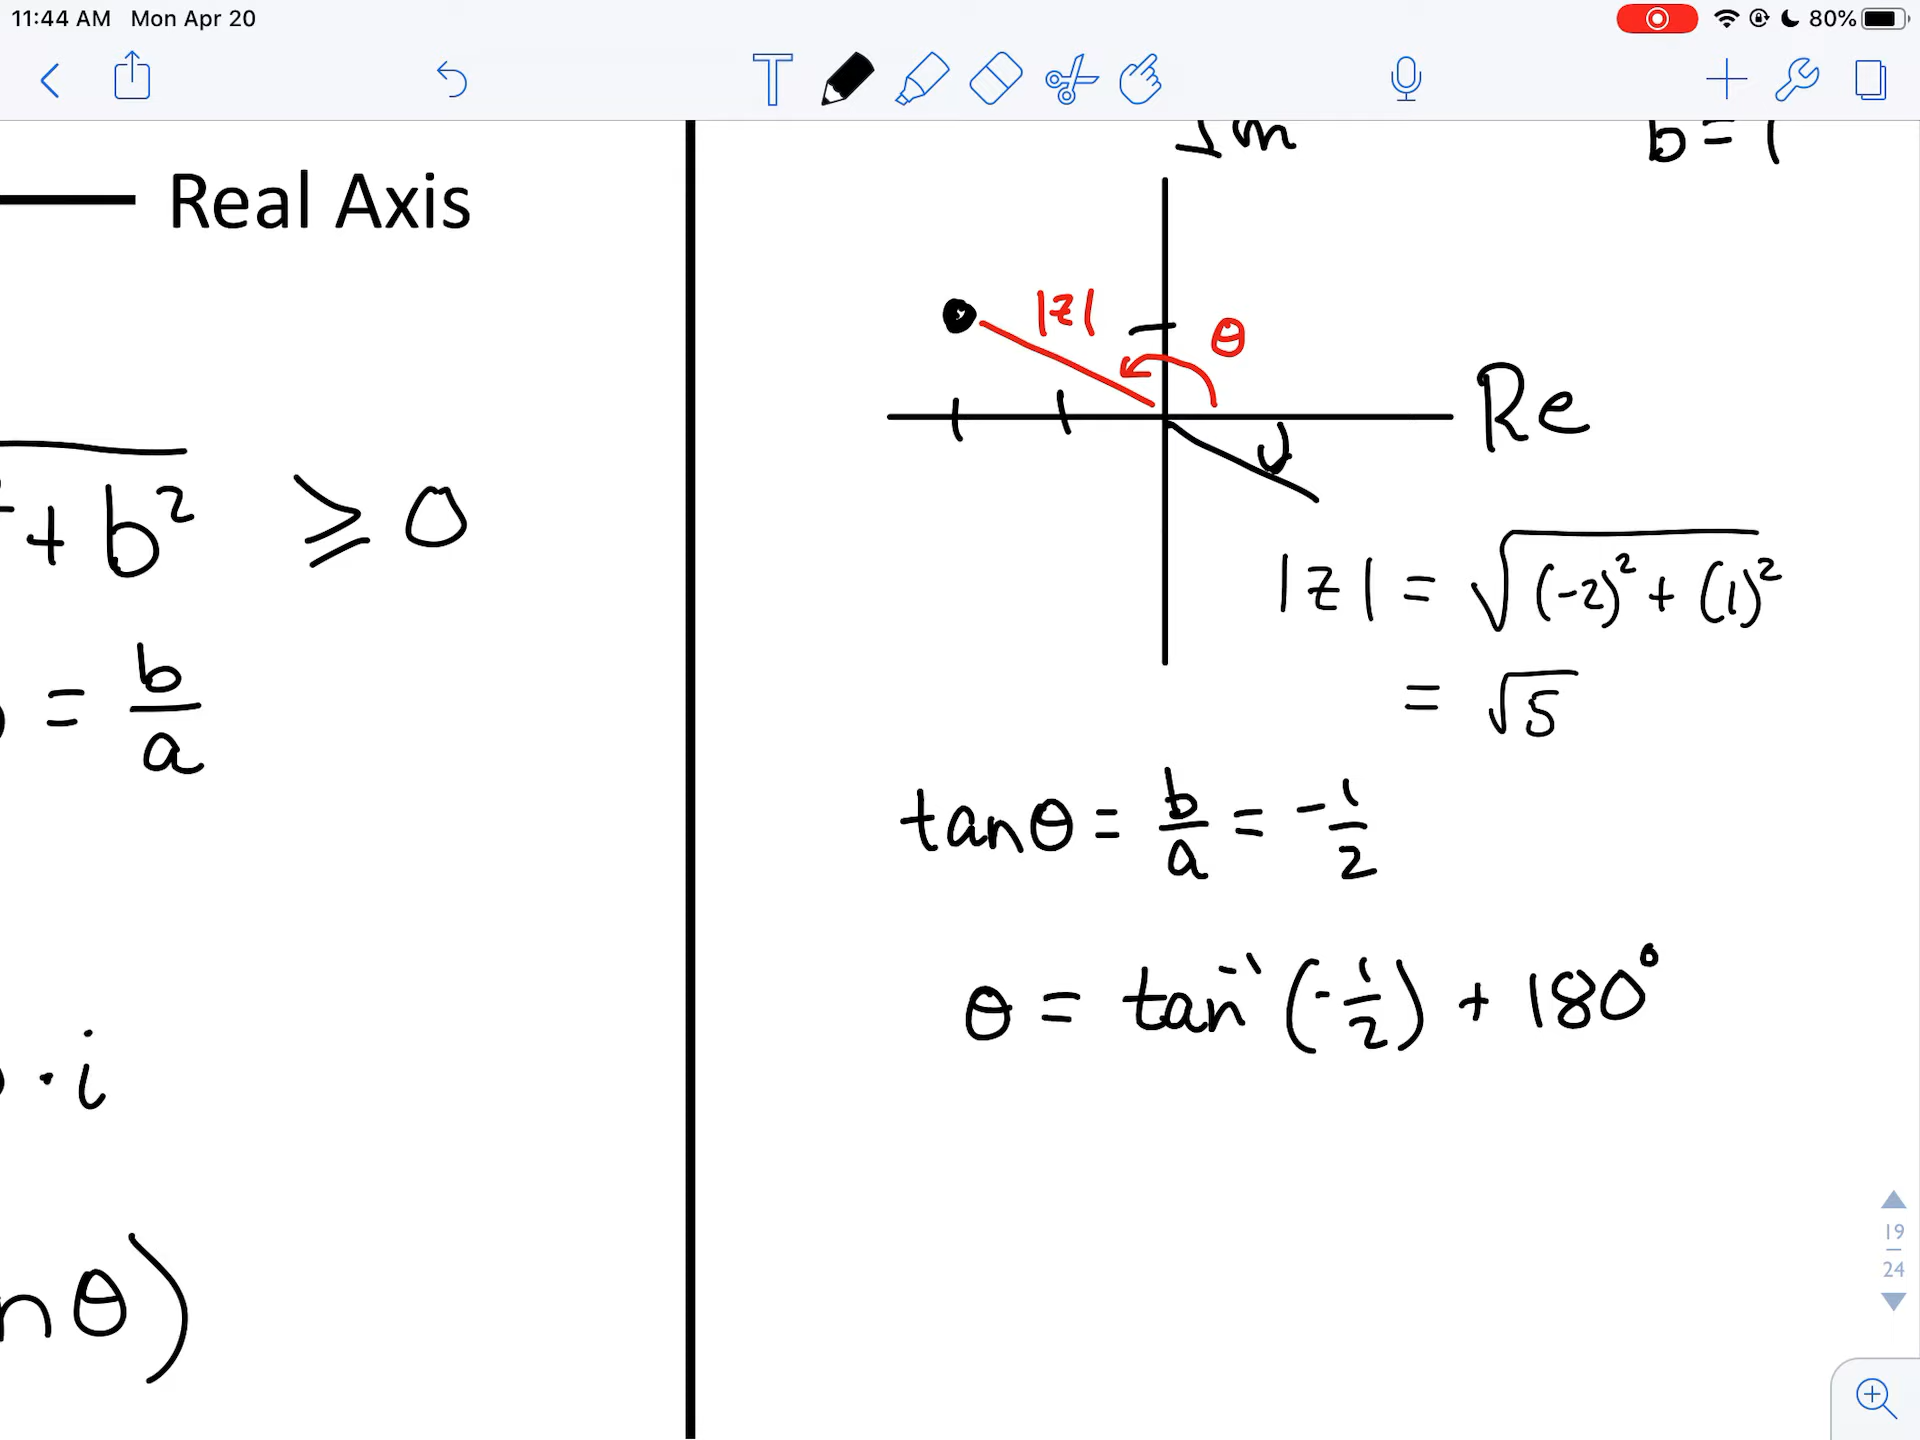 11:44 AM Mon Apr 20
80%
T
Real Axis
+ b² ≥ 0
= b/a
· i
nθ)
Im
b = 1
|z|
θ
Re
|z| = √((-2)² + (1)²)
= √5
tanθ = b/a = -1/2
θ = tan⁻¹(-1/2) + 180°
19
24